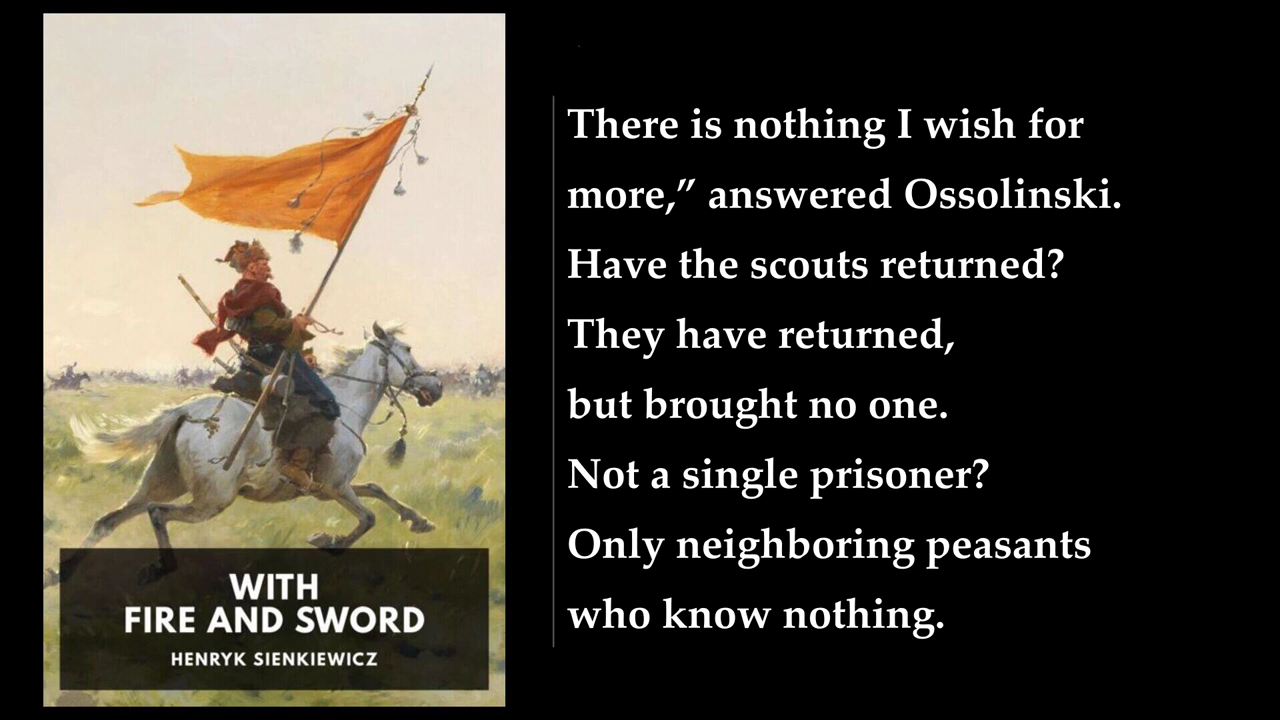 WITH
FIRE AND SWORD
HENRYK SIENKIEWICZ
There is nothing I wish for
more,” answered Ossolinski.
Have the scouts returned?
They have returned,
but brought no one.
Not a single prisoner?
Only neighboring peasants
who know nothing.